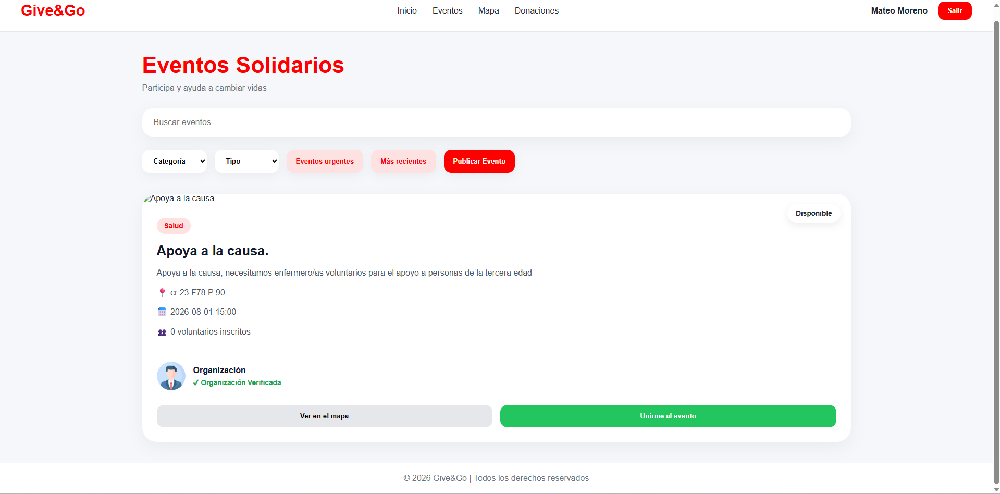 Give&Go
Inicio Eventos Mapa Donaciones
Mateo Moreno
Salir
Eventos Solidarios
Participa y ayuda a cambiar vidas
Buscar eventos...
Categoría Tipo Eventos urgentes Más recientes Publicar Evento
Apoya a la causa.
Disponible
Salud
Apoya a la causa.
Apoya a la causa, necesitamos enfermero/as voluntarios para el apoyo a personas de la tercera edad
cr 23 F78 P 90
2026-08-01 15:00
0 voluntarios inscritos
Organización
✓ Organización Verificada
Ver en el mapa Unirme al evento
© 2026 Give&Go | Todos los derechos reservados